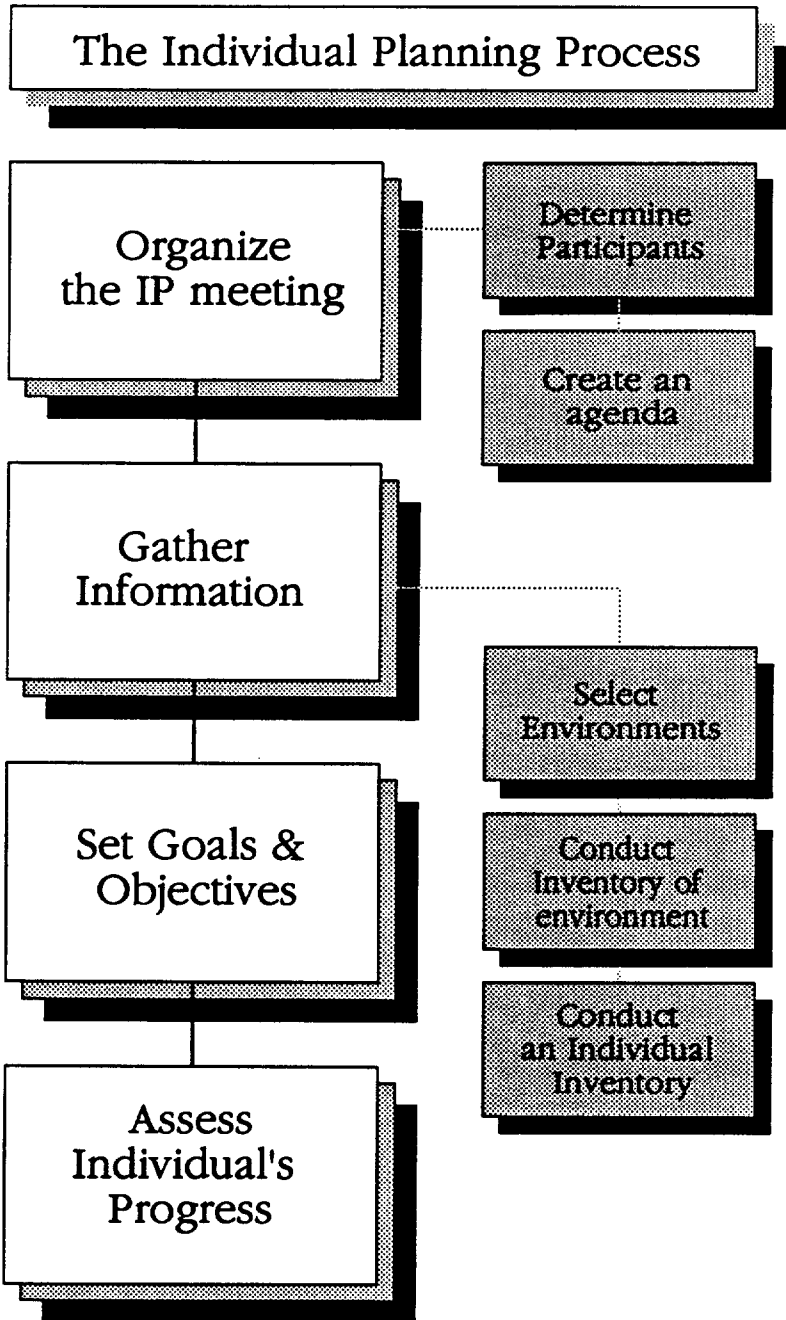 The Individual Planning Process
Organize
the IP meeting
Determine
Participants
Create an
agenda
Gather
Information
Select
Environments
Conduct
Inventory of
environment
Set Goals &
Objectives
Conduct
an Individual
Inventory
Assess
Individual's
Progress